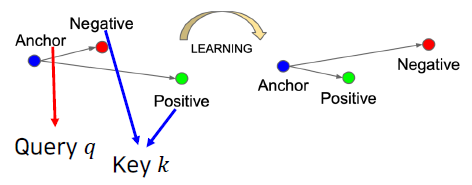 Negative
Anchor
LEARNING
Positive
Negative
Anchor
Positive
Query q
Key k